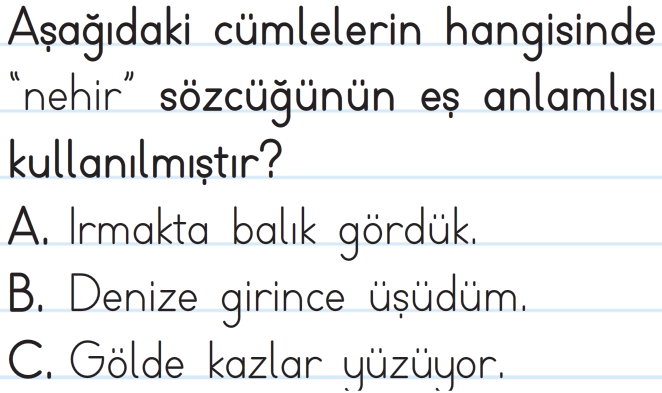 Aşağıdaki cümlelerin hangisinde
“nehir” sözcüğünün eş anlamlısı
kullanılmıştır?
A. Irmakta balık gördük.
B. Denize girince üşüdüm.
C. Gölde kazlar yüzüyor.